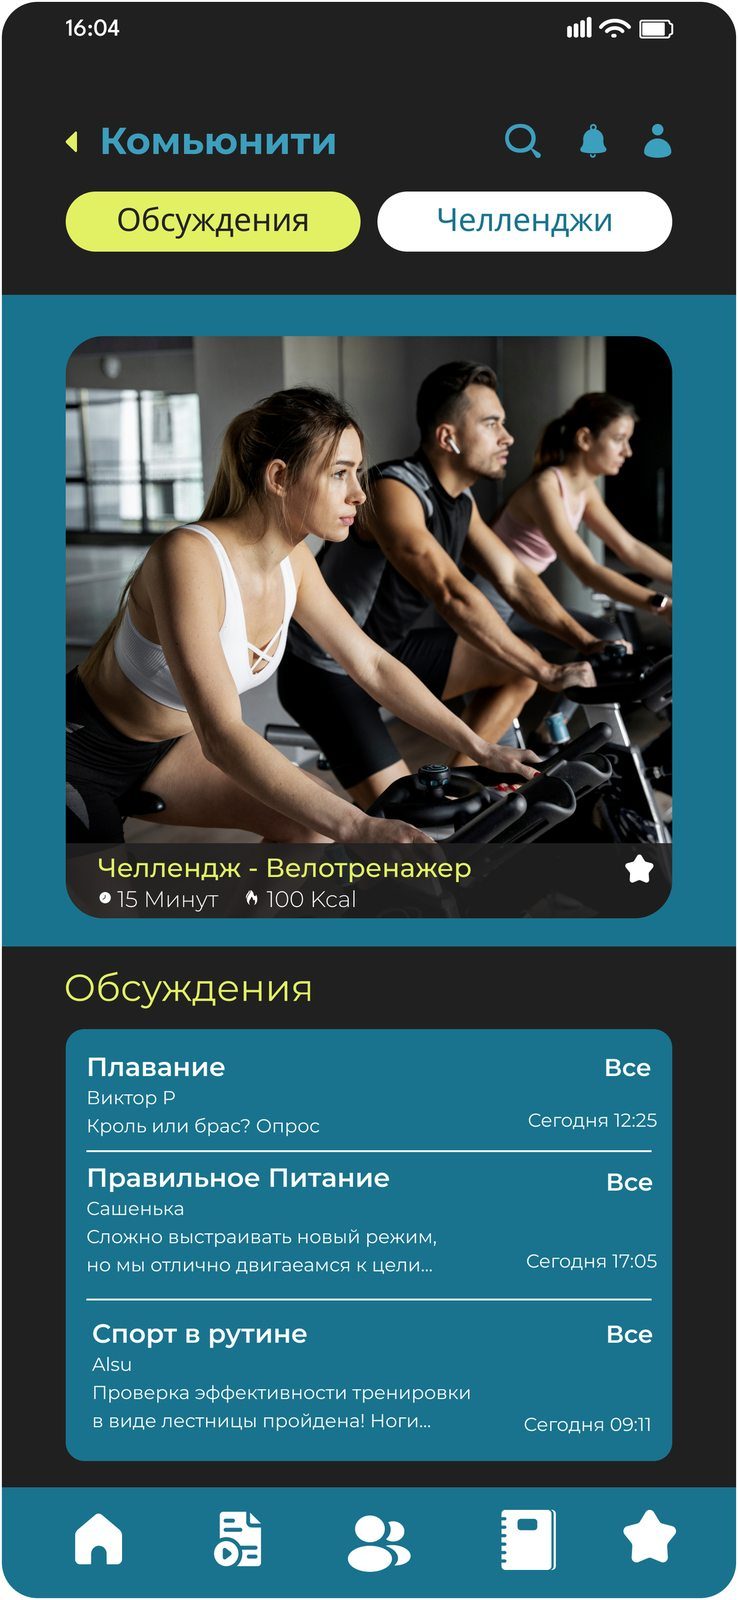 16:04
Комьюнити
Обсуждения
Челленджи
Челлендж - Велотренажер
15 Минут 100 Kcal
Обсуждения
Плавание Все
Виктор Р
Кроль или брас? Опрос Сегодня 12:25
Правильное Питание Все
Сашенька
Сложно выстраивать новый режим,
но мы отлично двигаеамся к цели... Сегодня 17:05
Спорт в рутине Все
Alsu
Проверка эффективности тренировки
в виде лестницы пройдена! Ноги... Сегодня 09:11